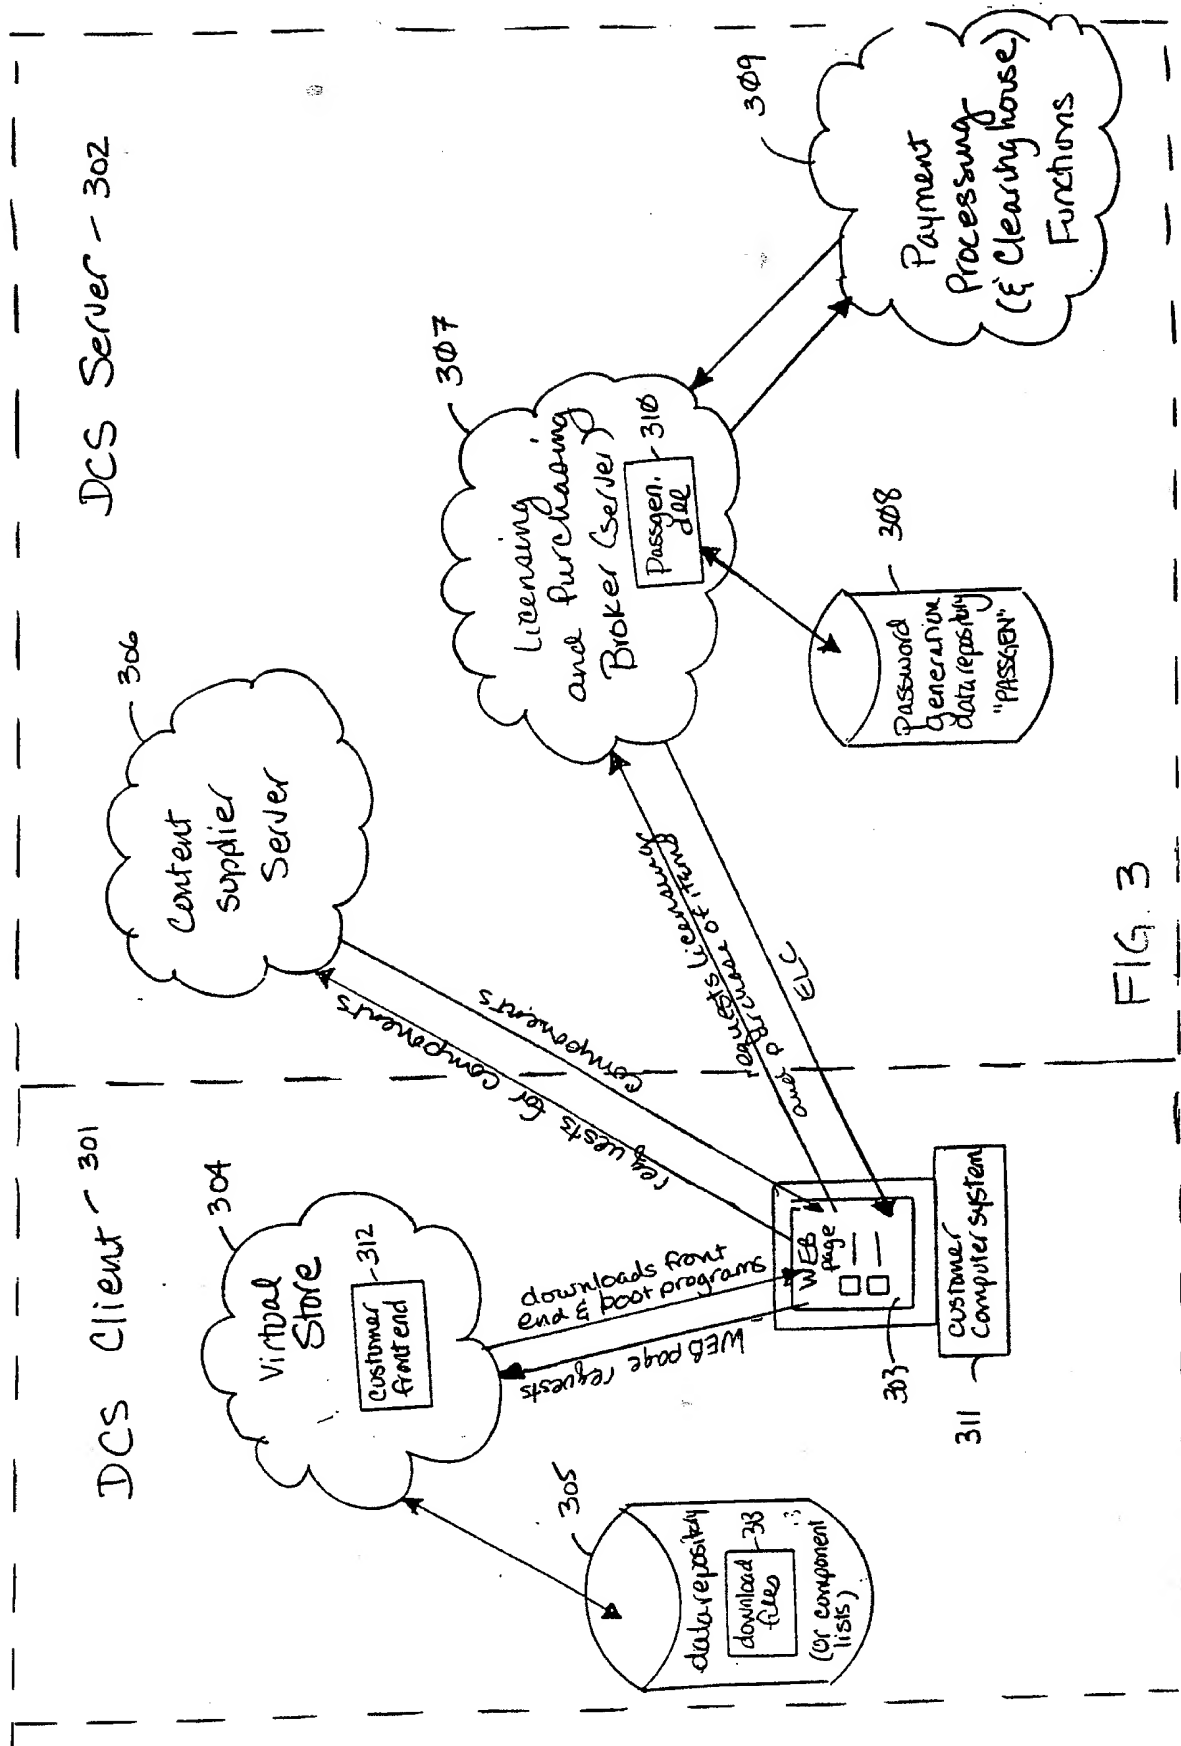 DCS Client - 301
DCS Server - 302
304
Virtual
Store
312
Customer
front end
305
data repository
313
download
files
(or component
lists)
downloads front
end & boot programs
WEB page requests
WEB
page
303
311
Customer
Computer system
306
Content
Supplier
Server
requests for components
components
requests licensing
and purchase of items
ELC
307
Licensing
and Purchasing
Broker (server)
Passgen.
dll
310
308
Password
generation
data repository
"PASSGEN"
309
Payment
Processing
(& Clearinghouse)
Functions
FIG. 3